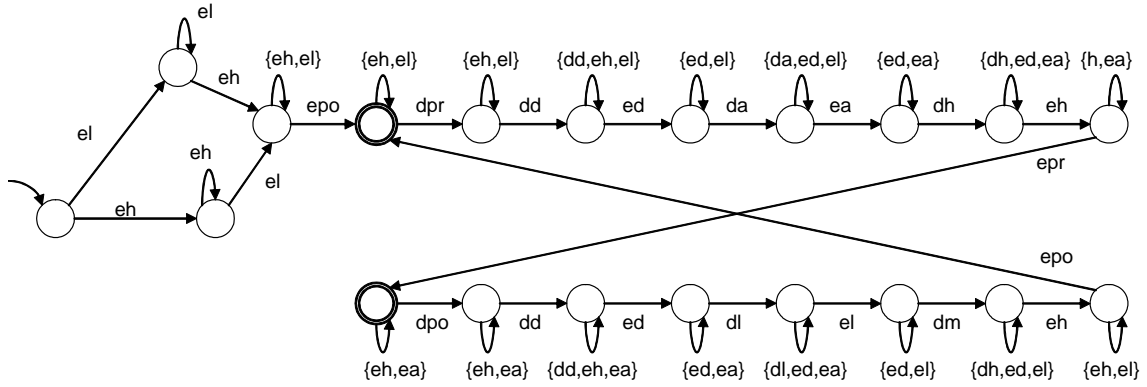 el
{eh,el} {eh,el} {eh,el} {dd,eh,el} {ed,el} {da,ed,el} {ed,ea} {dh,ed,ea} {h,ea}
eh
epo dpr dd ed da ea dh eh
el
eh
el
epr
eh
epo
dpo dd ed dl el dm eh
{eh,ea} {eh,ea} {dd,eh,ea} {ed,ea} {dl,ed,ea} {ed,el} {dh,ed,el} {eh,el}